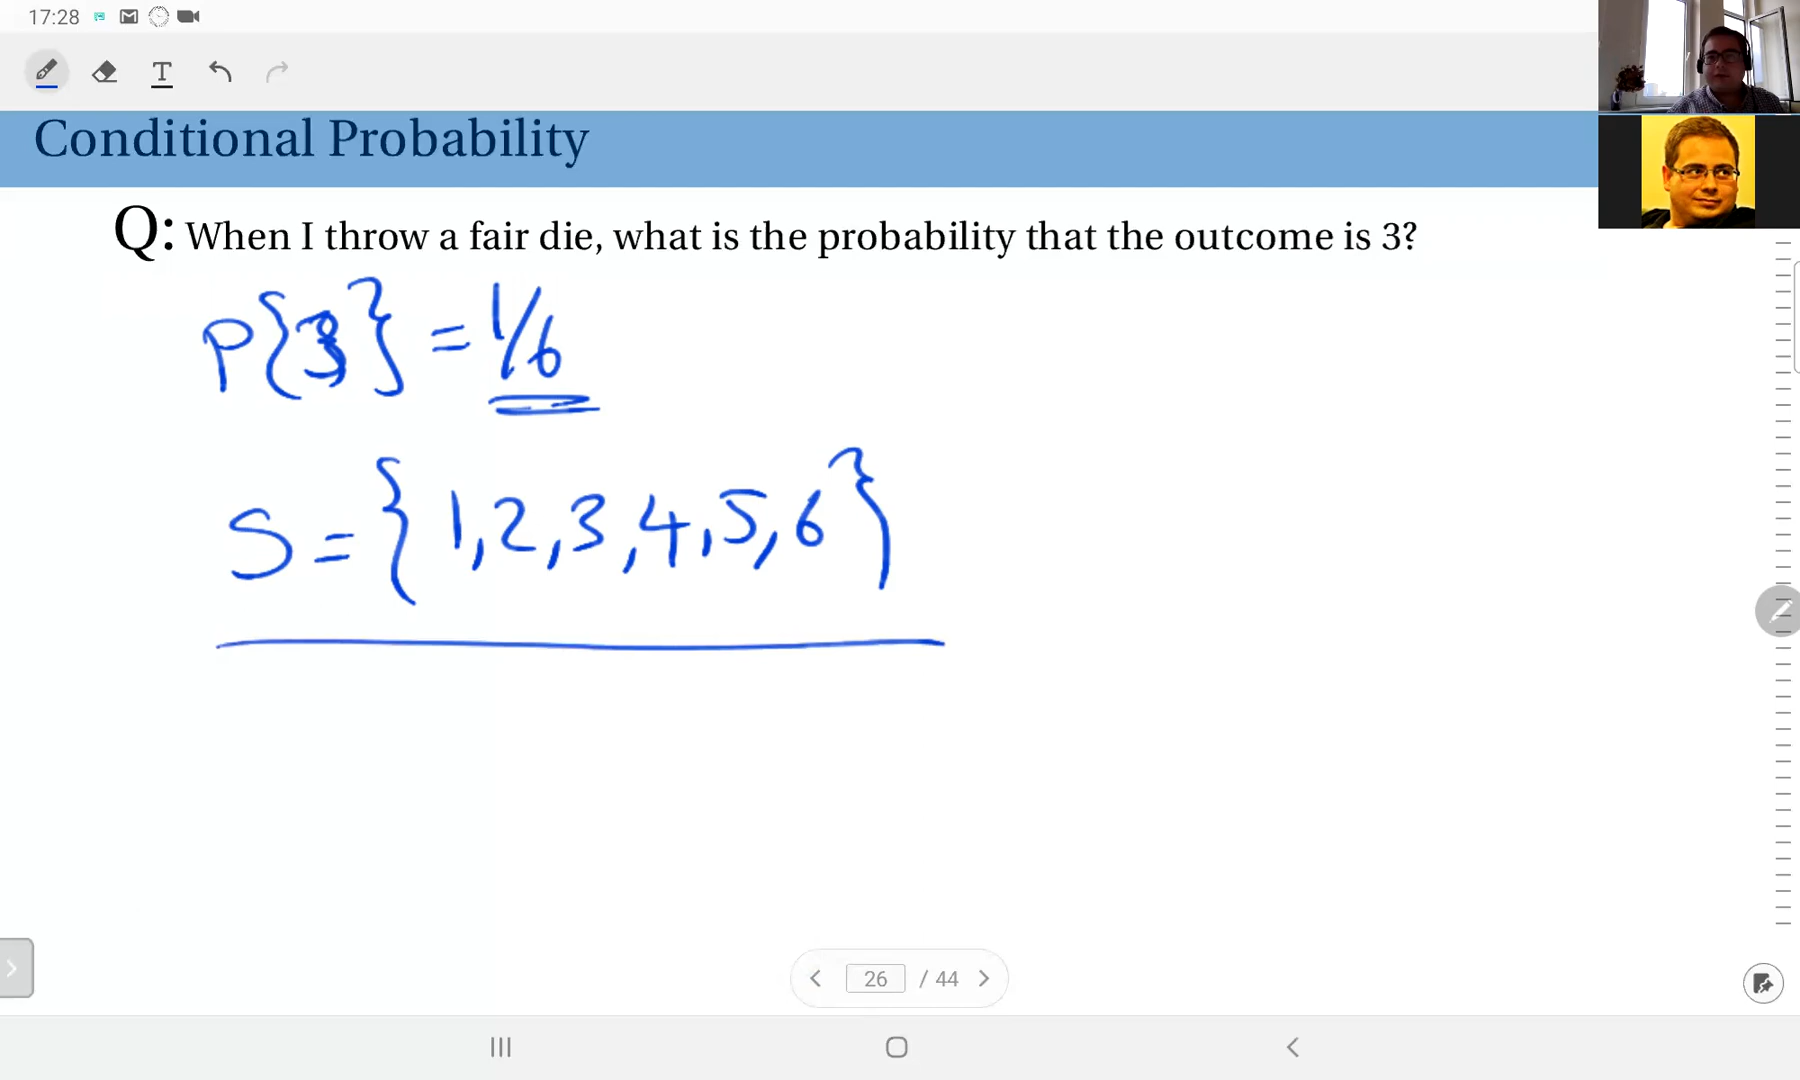 17:28
T
Conditional Probability
Q: When I throw a fair die, what is the probability that the outcome is 3?
P{3} = 1/6
S = { 1, 2, 3, 4, 5, 6 }
26 / 44